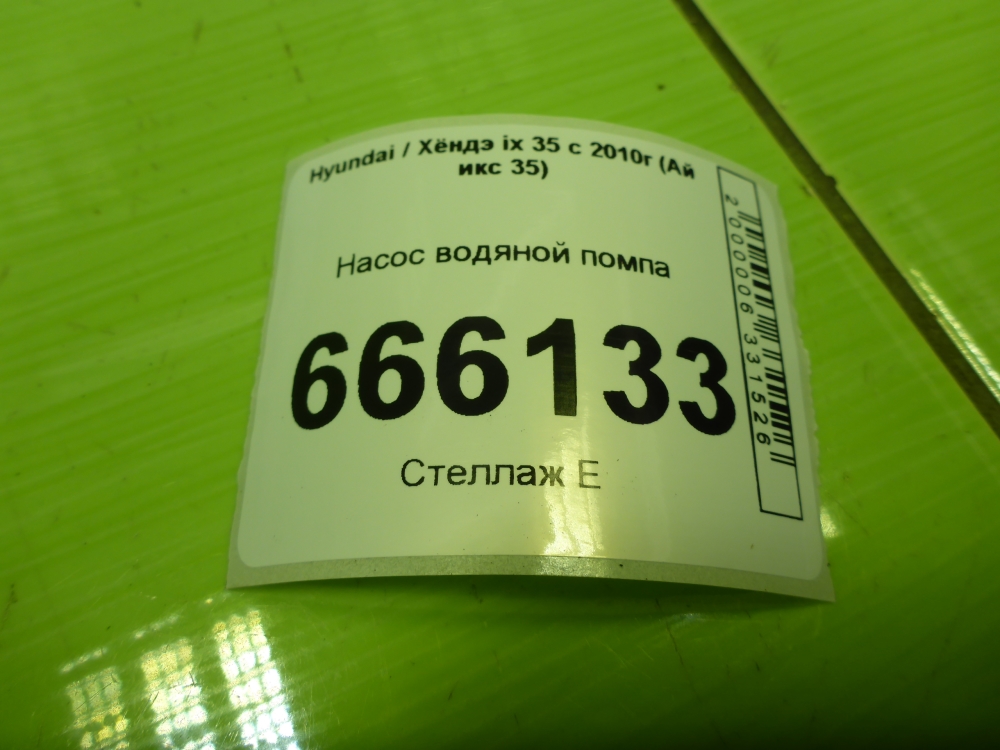 Hyundai / Хёндэ ix 35 с 2010г (Ай
икс 35)
Насос водяной помпа
666133
Стеллаж Е
2000006331526